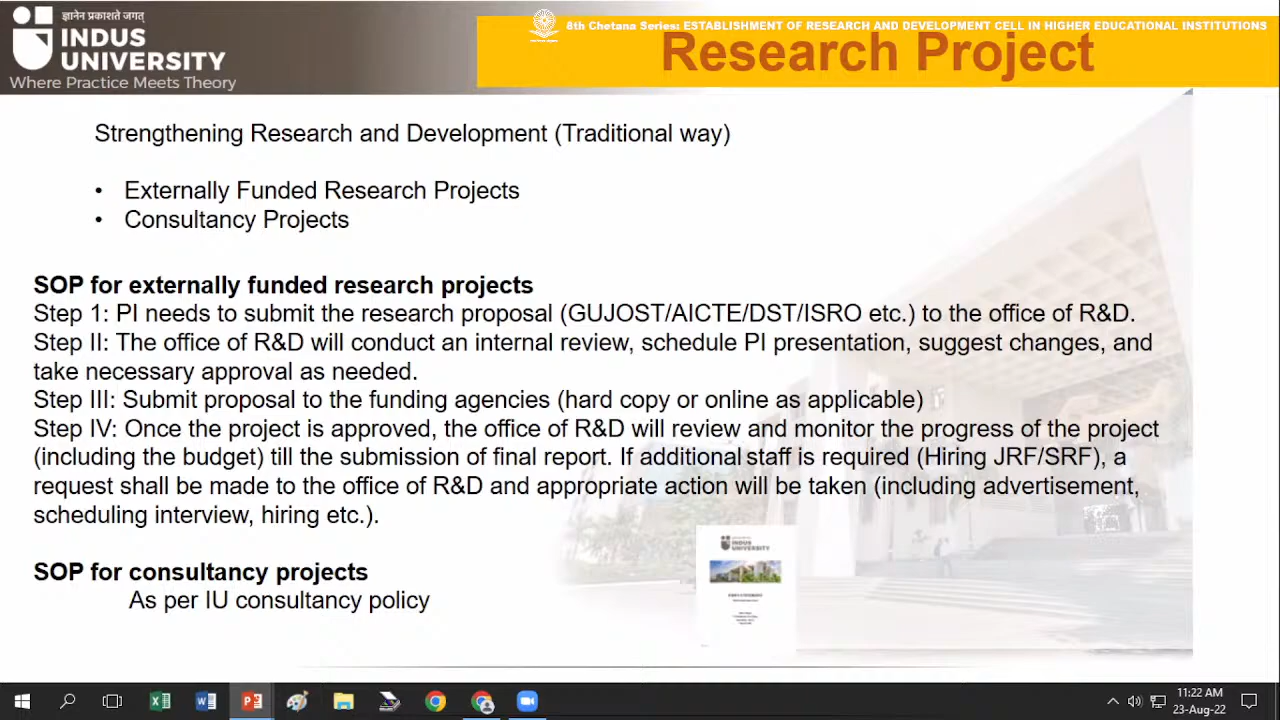 ज्ञानेन प्रकाशते जगत्
INDUS
UNIVERSITY
Where Practice Meets Theory
8th Chetana Series: ESTABLISHMENT OF RESEARCH AND DEVELOPMENT CELL IN HIGHER EDUCATIONAL INSTITUTIONS
Research Project
Strengthening Research and Development (Traditional way)
• Externally Funded Research Projects
• Consultancy Projects
SOP for externally funded research projects
Step 1: PI needs to submit the research proposal (GUJOST/AICTE/DST/ISRO etc.) to the office of R&D.
Step II: The office of R&D will conduct an internal review, schedule PI presentation, suggest changes, and
take necessary approval as needed.
Step III: Submit proposal to the funding agencies (hard copy or online as applicable)
Step IV: Once the project is approved, the office of R&D will review and monitor the progress of the project
(including the budget) till the submission of final report. If additional staff is required (Hiring JRF/SRF), a
request shall be made to the office of R&D and appropriate action will be taken (including advertisement,
scheduling interview, hiring etc.).
INDUS
UNIVERSITY
SOP for consultancy projects
As per IU consultancy policy
11:22 AM
23-Aug-22